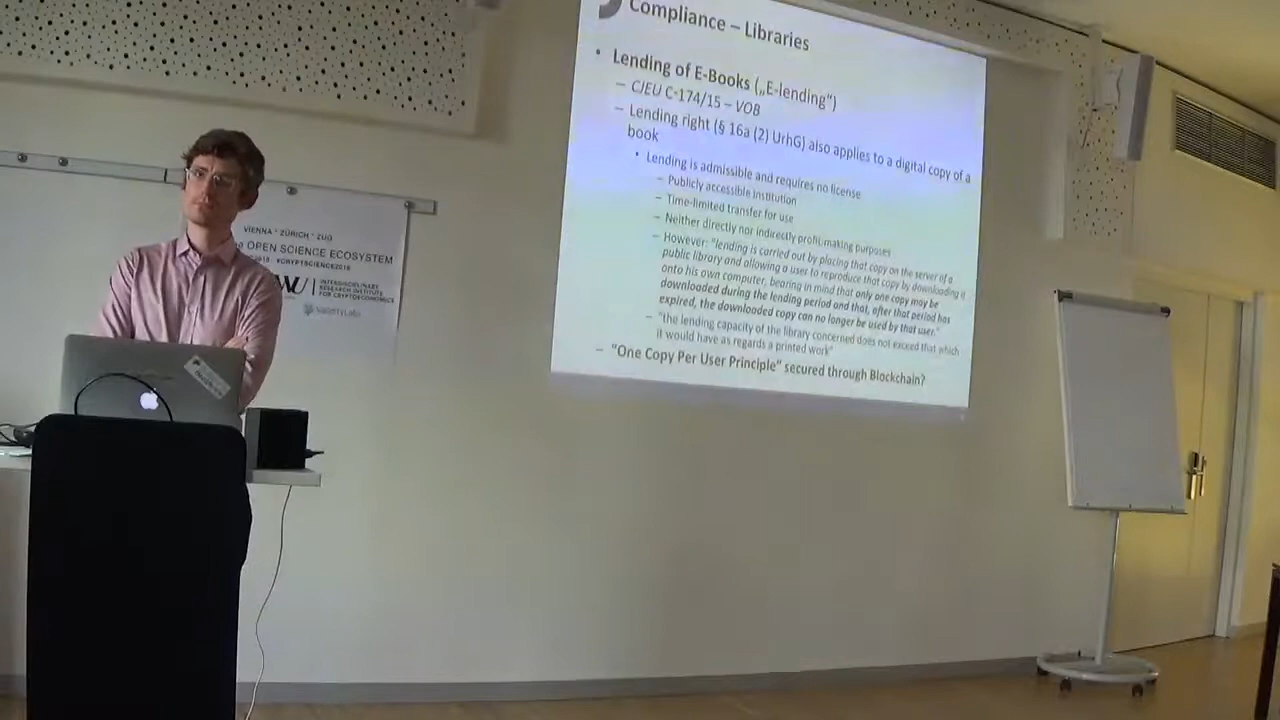 Compliance – Libraries
• Lending of E-Books („E-lending“)
– CJEU C-174/15 – VOB
– Lending right (§ 16a (2) UrhG) also applies to a digital copy of a
book
• Lending is admissible and requires no license
– Publicly accessible institution
– Time-limited transfer for use
– Neither directly nor indirectly profit-making purposes
– However: "lending is carried out by placing that copy on the server of a
public library and allowing a user to reproduce that copy by downloading it
onto his own computer, bearing in mind that only one copy may be
downloaded during the lending period and that, after that period has
expired, the downloaded copy can no longer be used by that user."
– "the lending capacity of the library concerned does not exceed that which
it would have as regards a printed work"
– "One Copy Per User Principle" secured through Blockchain?
VIENNA * ZÜRICH * ZUG
OPEN SCIENCE ECOSYSTEM
#CRYPTSCIENCE2018
WU
INTERDISCIPLINARY
RESEARCH INSTITUTE
FOR CRYPTOECONOMICS
ValidityLabs